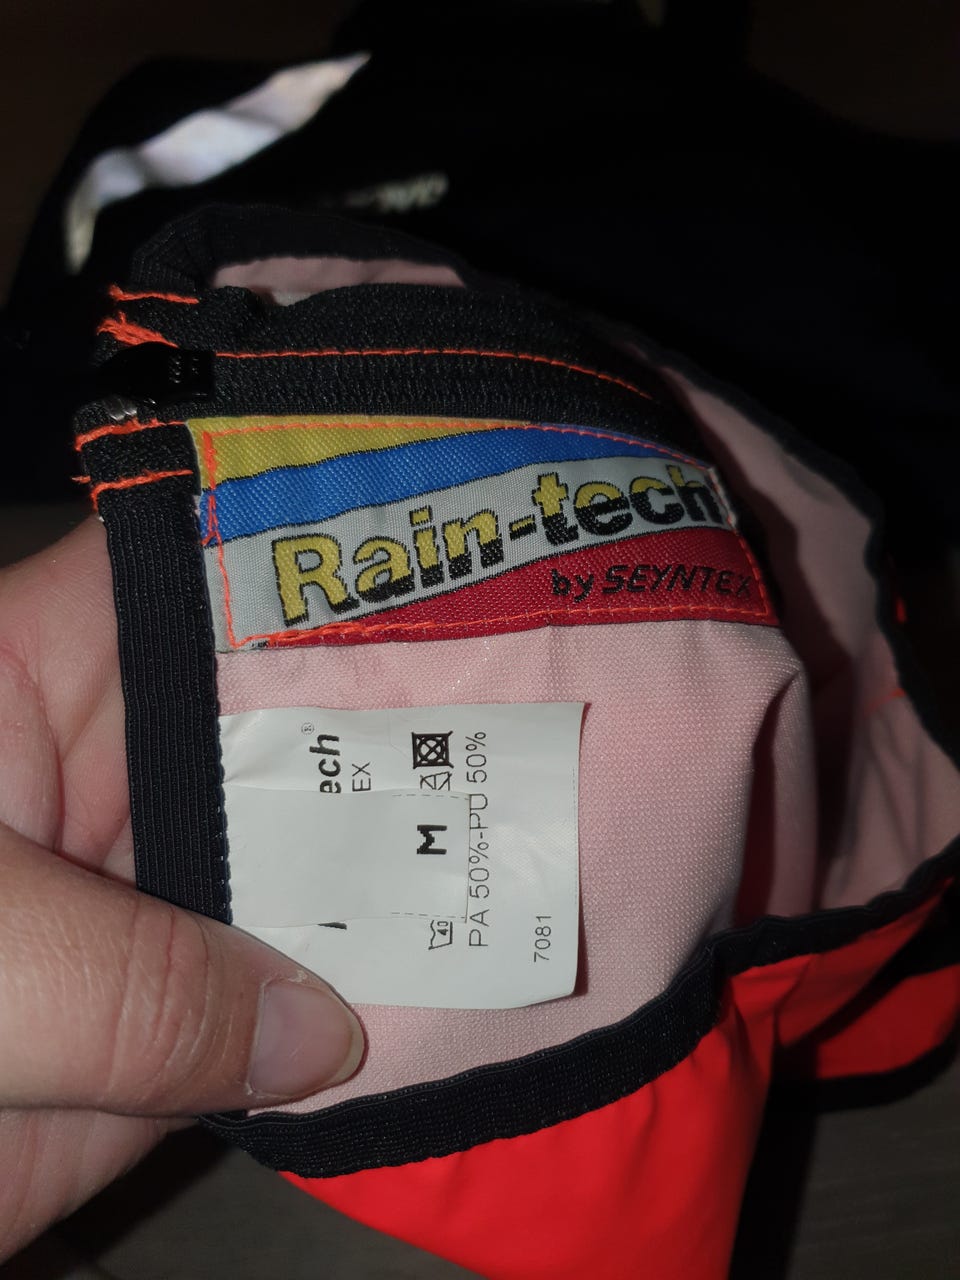 Rain-tech
by SEYNTEX
ech®
EX
M
40
PA 50%-PU 50%
7081